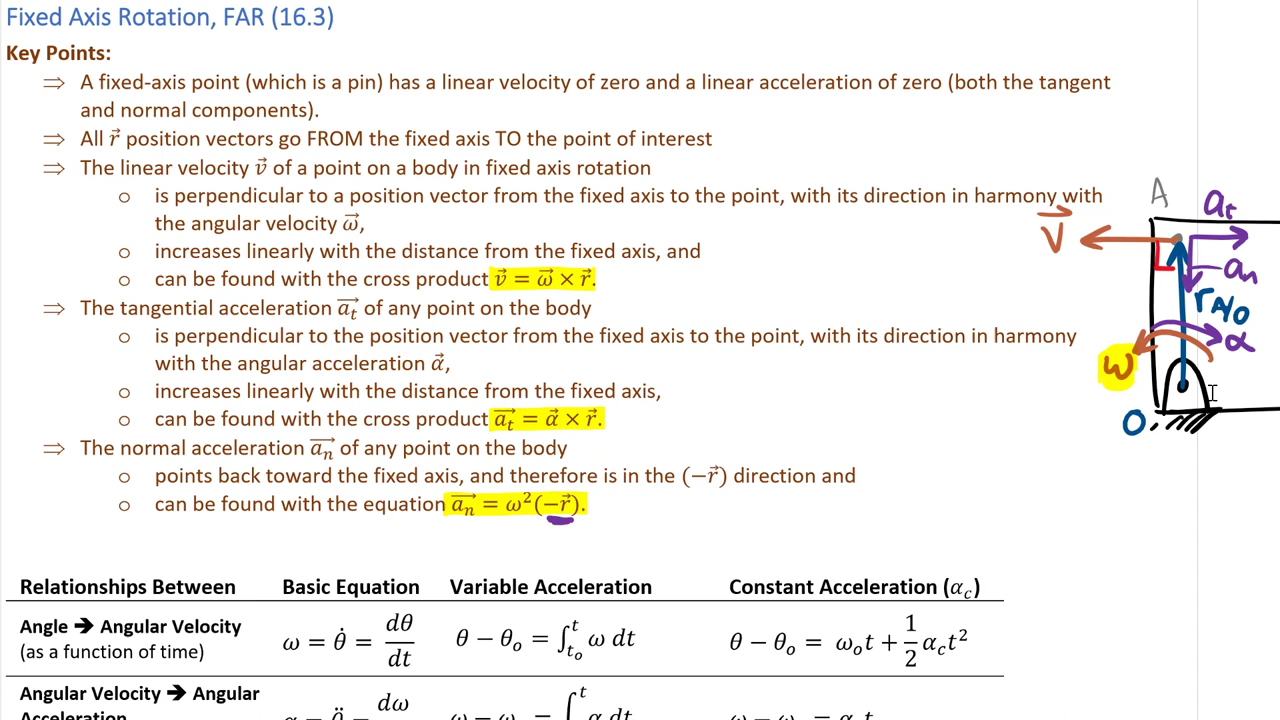 Fixed Axis Rotation, FAR (16.3)
Key Points:
⇒ A fixed-axis point (which is a pin) has a linear velocity of zero and a linear acceleration of zero (both the tangent
and normal components).
⇒ All r⃗ position vectors go FROM the fixed axis TO the point of interest
⇒ The linear velocity v⃗ of a point on a body in fixed axis rotation
o is perpendicular to a position vector from the fixed axis to the point, with its direction in harmony with
the angular velocity ω⃗,
o increases linearly with the distance from the fixed axis, and
o can be found with the cross product v⃗ = ω⃗ × r⃗.
⇒ The tangential acceleration a⃗ₜ of any point on the body
o is perpendicular to the position vector from the fixed axis to the point, with its direction in harmony
with the angular acceleration α⃗,
o increases linearly with the distance from the fixed axis,
o can be found with the cross product a⃗ₜ = α⃗ × r⃗.
⇒ The normal acceleration a⃗ₙ of any point on the body
o points back toward the fixed axis, and therefore is in the (−r⃗) direction and
o can be found with the equation a⃗ₙ = ω²(−r⃗).
A
aₜ
v⃗
aₙ
r A/O
α
ω
O
Relationships Between Basic Equation Variable Acceleration Constant Acceleration (α꜀)
Angle ➔ Angular Velocity
(as a function of time)
ω = θ̇ = dθ/dt
θ − θₒ = ∫ₜₒᵗ ω dt
θ − θₒ = ωₒt + 1/2 α꜀t²
Angular Velocity ➔ Angular
Acceleration
dω